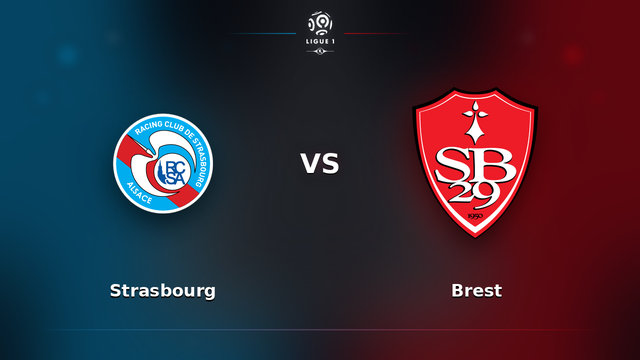 LIGUE 1
RACING CLUB DE STRASBOURG
RCSA
ALSACE
VS
SB
29
1950
Strasbourg
Brest